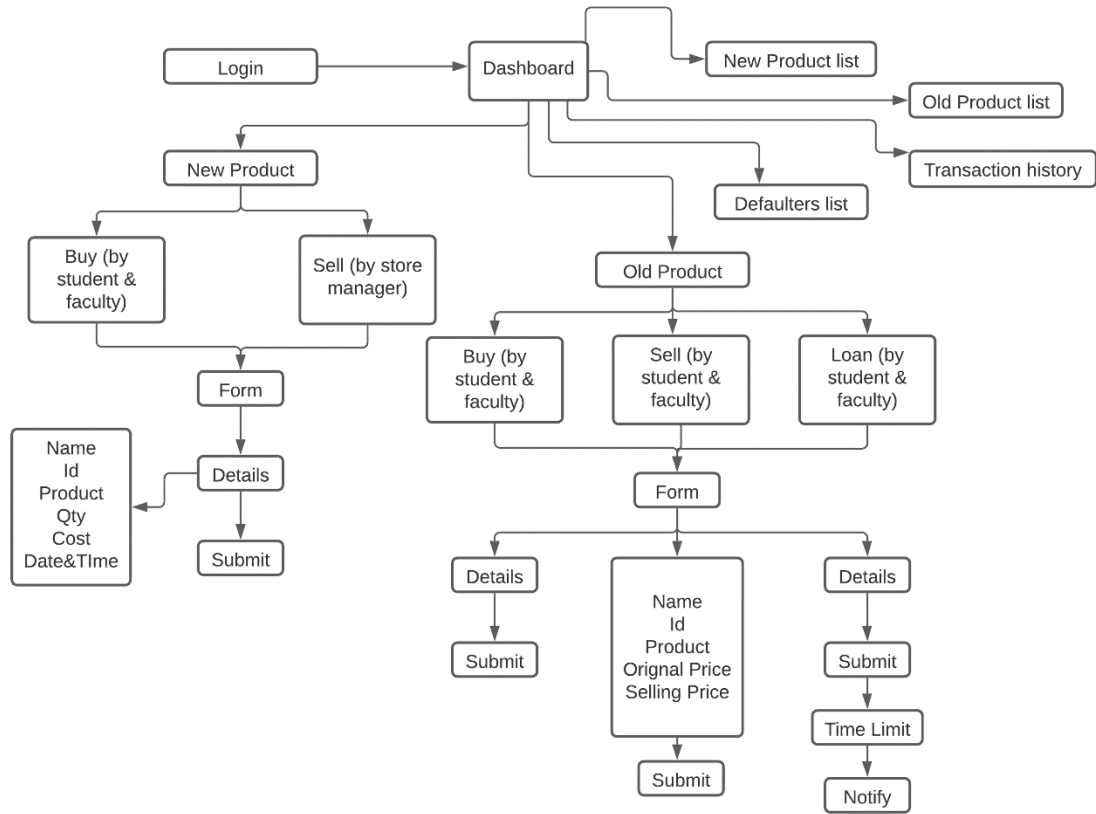 Login
Dashboard
New Product list
Old Product list
Transaction history
Defaulters list
New Product
Buy (by
student &
faculty)
Sell (by store
manager)
Form
Details
Name
Id
Product
Qty
Cost
Date&TIme
Submit
Old Product
Buy (by
student &
faculty)
Sell (by
student &
faculty)
Loan (by
student &
faculty)
Form
Details
Submit
Name
Id
Product
Orignal Price
Selling Price
Submit
Details
Submit
Time Limit
Notify